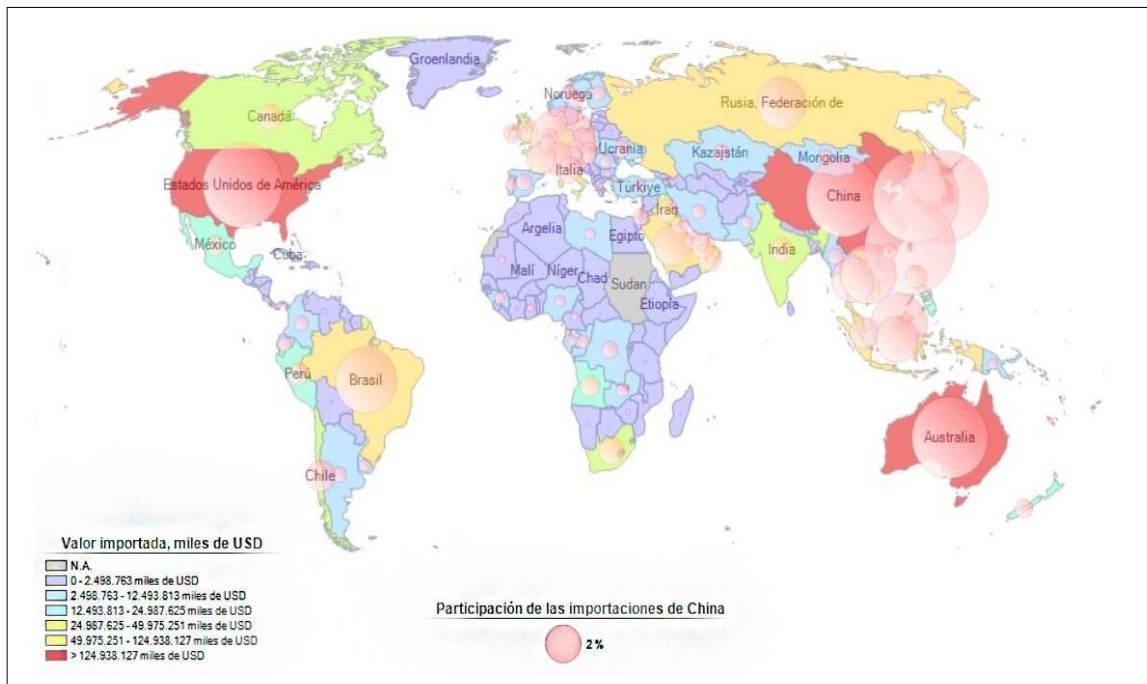 Groenlandia
Noruega
Rusia, Federación de
Canadá
Ucrania
Kazajstán
Mongolia
Italia
Estados Unidos de América
Türkiye
China
Iraq
México
Cuba
Argelia
Egipto
India
Malí
Níger
Chad
Sudan
Etiopía
Perú
Brasil
Chile
Australia
Valor importada, miles de USD
N.A.
0 - 2.498.763 miles de USD
2.498.763 - 12.493.813 miles de USD
12.493.813 - 24.987.625 miles de USD
24.987.625 - 49.975.251 miles de USD
49.975.251 - 124.938.127 miles de USD
> 124.938.127 miles de USD
Participación de las importaciones de China
2 %